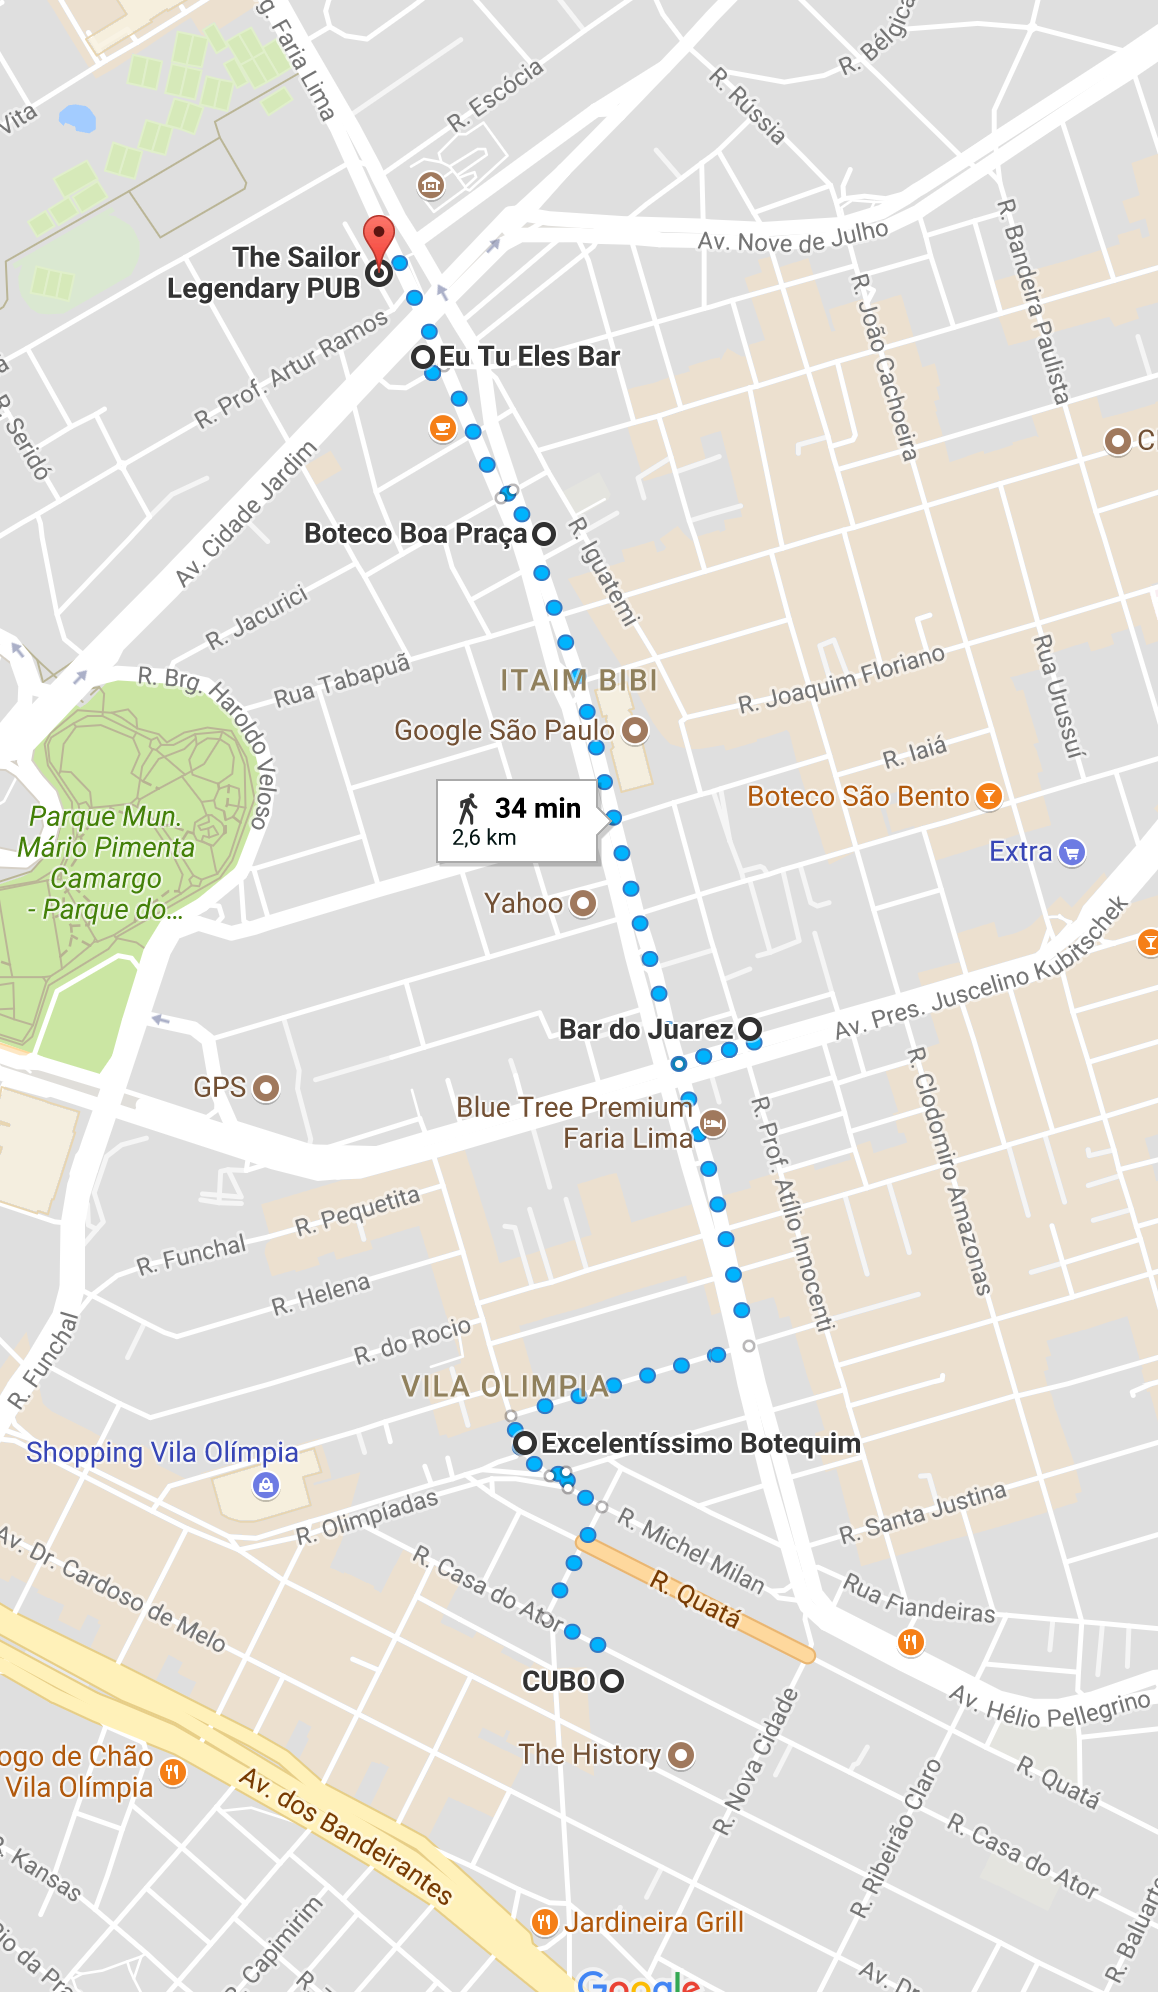 g. Faria Lima
R. Bélgica
R. Escócia
R. Rússia
Vita
The Sailor
Legendary PUB
Av. Nove de Julho
R. Bandeira Paulista
R. João Cachoeira
R. Prof. Artur Ramos
Eu Tu Eles Bar
R. Seridó
Av. Cidade Jardim
Boteco Boa Praça
R. Iguatemi
R. Jacurici
R. Brg. Haroldo Veloso
Rua Tabapuã
ITAIM BIBI
R. Joaquim Floriano
Rua Urussuí
Google São Paulo
R. Iaiá
Boteco São Bento
34 min
2,6 km
Parque Mun.
Mário Pimenta
Camargo
- Parque do...
Extra
Yahoo
Av. Pres. Juscelino Kubitschek
Bar do Juarez
GPS
Blue Tree Premium
Faria Lima
R. Prof. Atílio Innocenti
R. Clodomiro Amazonas
R. Pequetita
R. Funchal
R. Helena
R. do Rocio
R. Funchal
VILA OLIMPIA
Shopping Vila Olímpia
Excelentíssimo Botequim
R. Olimpíadas
R. Santa Justina
R. Michel Milan
Av. Dr. Cardoso de Melo
R. Casa do Ator
R. Quatá
Rua Fiandeiras
CUBO
Av. Hélio Pellegrino
R. Nova Cidade
The History
ogo de Chão
Vila Olímpia
Av. dos Bandeirantes
R. Quatá
R. Ribeirão Claro
R. Casa do Ator
R. Kansas
R. Capimirim
Jardineira Grill
R. Baluarte
io da Pra
R.
Av. Dr
Google